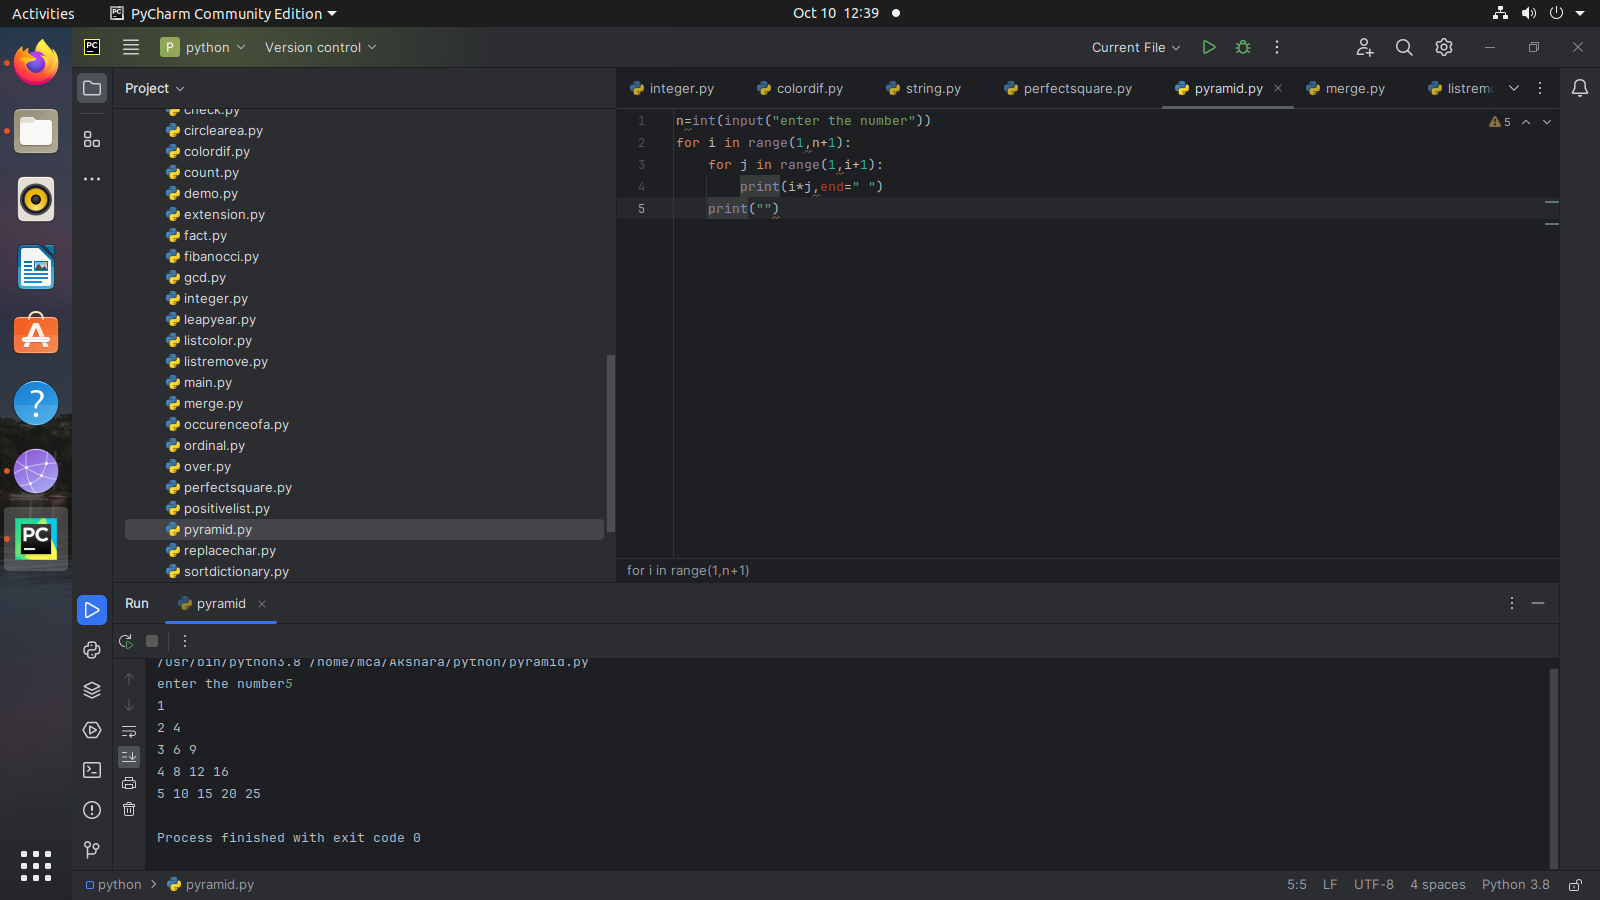 Activities PyCharm Community Edition Oct 10 12:39
PC P python Version control Current File
Project integer.py colordif.py string.py perfectsquare.py pyramid.py merge.py
check.py
circlearea.py
colordif.py
count.py
demo.py
extension.py
fact.py
fibanocci.py
gcd.py
integer.py
leapyear.py
listcolor.py
listremove.py
main.py
merge.py
occurenceofa.py
ordinal.py
over.py
perfectsquare.py
positivelist.py
pyramid.py
replacechar.py
sortdictionary.py
1 n=int(input("enter the number")) 5
2 for i in range(1,n+1):
3 for j in range(1,i+1):
4 print(i*j,end=" ")
5 print("")
for i in range(1,n+1)
PC
Run pyramid
/usr/bin/python3.8 /home/mca/Akshara/python/pyramid.py
enter the number5
1
2 4
3 6 9
4 8 12 16
5 10 15 20 25
Process finished with exit code 0
python pyramid.py 5:5 LF UTF-8 4 spaces Python 3.8